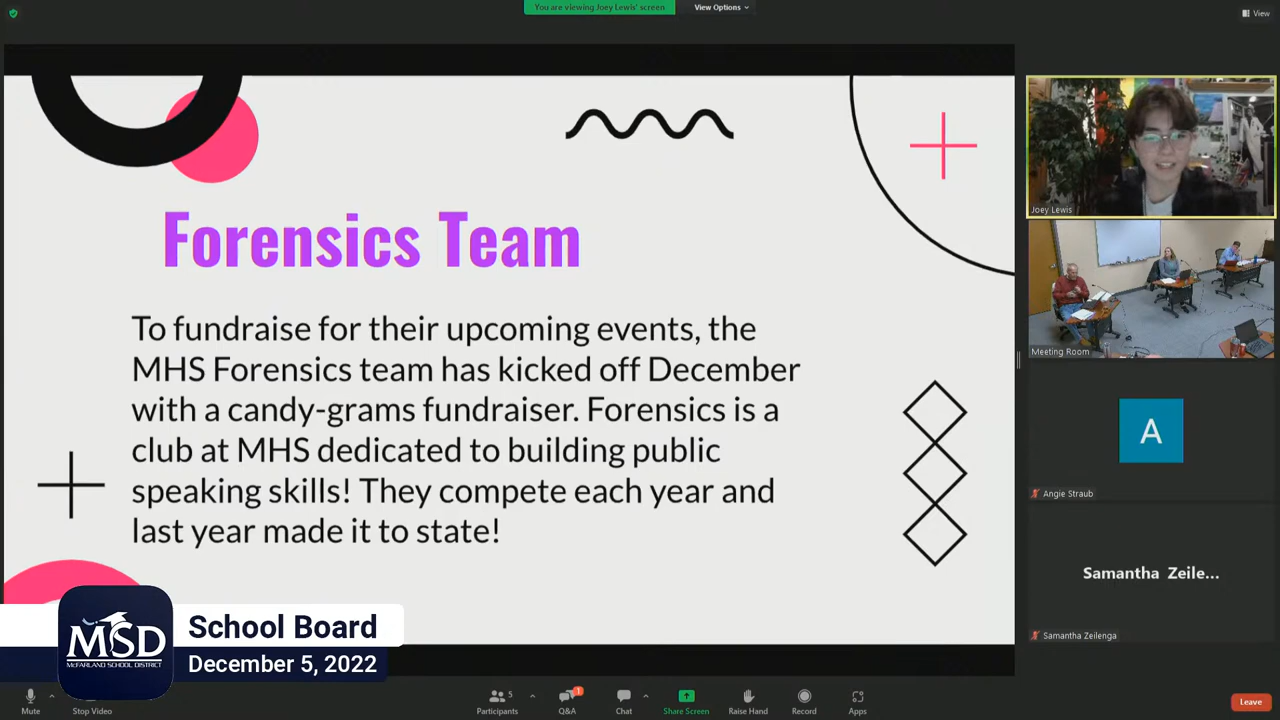 You are viewing Joey Lewis' screen
View Options
View
Forensics Team
To fundraise for their upcoming events, the
MHS Forensics team has kicked off December
with a candy-grams fundraiser. Forensics is a
club at MHS dedicated to building public
speaking skills! They compete each year and
last year made it to state!
Joey Lewis
Meeting Room
A
Angie Straub
Samantha Zeile...
Samantha Zeilenga
MSD
McFARLAND SCHOOL DISTRICT
School Board
December 5, 2022
Mute
Stop Video
Participants
5
Q&A
1
Chat
Share Screen
Raise Hand
Record
Apps
Leave